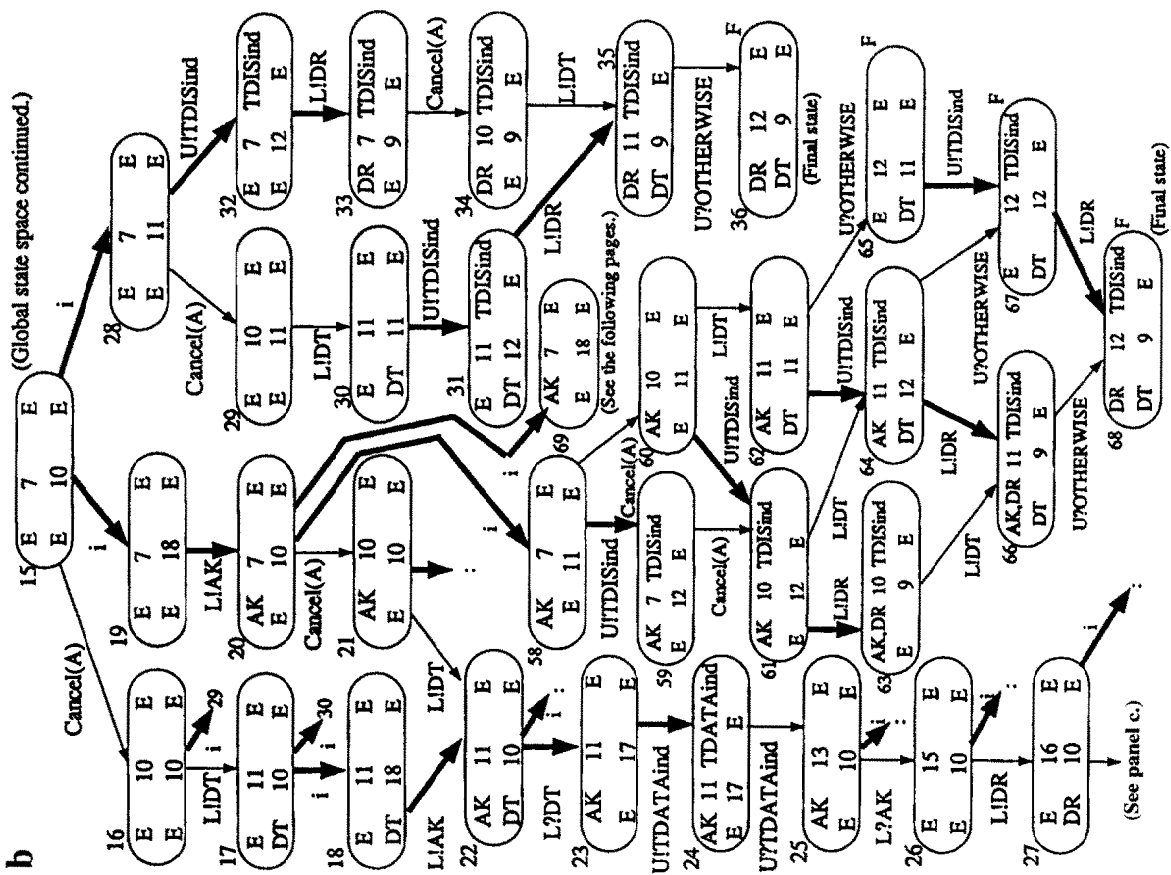 b
(Global state space continued.)
15
E 7 E
E 10 E
Cancel(A)
i
i
16
E 10 E
E 10 E
i
29
L!DT
17
E 11 E
DT 10 E
i
i
30
18
E 11 E
DT 18 E
L!AK
19
E 7 E
E 18 E
L!AK
20
AK 7 E
E 10 E
Cancel(A)
21
AK 10 E
E 10 E
:
L!DT
22
AK 11 E
DT 10 E
L?DT
i
:
23
AK 11 E
E 17 E
U!TDATAind
24
AK 11 TDATAind
E 17 E
U?TDATAind
25
AK 13 E
E 10 E
i
:
L?AK
26
E 15 E
E 10 E
i
:
L!DR
27
E 16 E
DR 10 E
i
:
(See panel c.)
28
E 7 E
E 11 E
Cancel(A)
U!TDISind
29
E 10 E
E 11 E
L!DT
30
E 11 E
DT 11 E
U!TDISind
31
E 11 TDISind
DT 12 E
L!DR
32
E 7 TDISind
E 12 E
L!DR
33
DR 7 TDISind
E 9 E
Cancel(A)
34
DR 10 TDISind
E 9 E
L!DT
35
DR 11 TDISind
DT 9 E
U?OTHERWISE
36
F
DR 12 E
DT 9 E
(Final state)
69
AK 7 E
E 18 E
(See the following pages.)
i
i
58
AK 7 E
E 11 E
Cancel(A)
U!TDISind
59
AK 7 TDISind
E 12 E
Cancel(A)
60
AK 10 E
E 11 E
U!TDISind
L!DT
61
AK 10 TDISind
E 12 E
L!DR
L!DT
62
AK 11 E
DT 11 E
U!TDISind
U?OTHERWISE
63
AK,DR 10 TDISind
E 9 E
L!DT
64
AK 11 TDISind
DT 12 E
L!DR
U?OTHERWISE
65
F
E 12 E
DT 11 E
U!TDISind
66
AK,DR 11 TDISind
DT 9 E
U?OTHERWISE
67
F
E 12 TDISind
DT 12 E
L!DR
68
F
DR 12 TDISind
DT 9 E
(Final state)